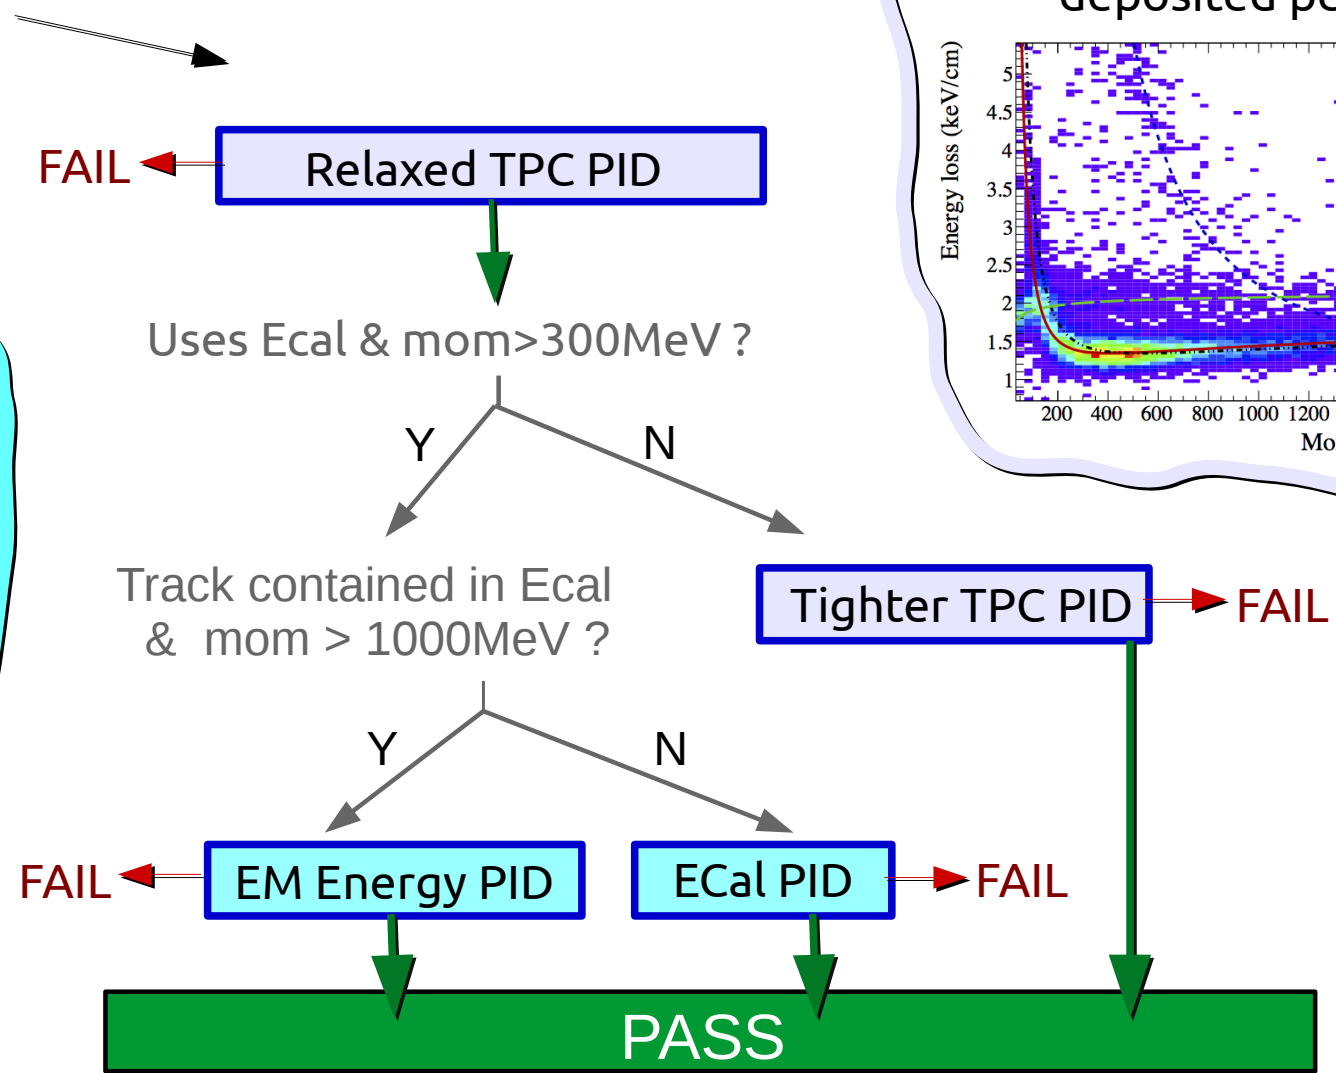 deposited
Energy loss (keV/cm)
5
4.5
4
3.5
3
2.5
2
1.5
1
200 400 600 800 1000 1200
FAIL
Relaxed TPC PID
Uses Ecal & mom>300MeV ?
Y
N
Track contained in Ecal
& mom > 1000MeV ?
Tighter TPC PID
FAIL
Y
N
FAIL
EM Energy PID
ECal PID
FAIL
PASS